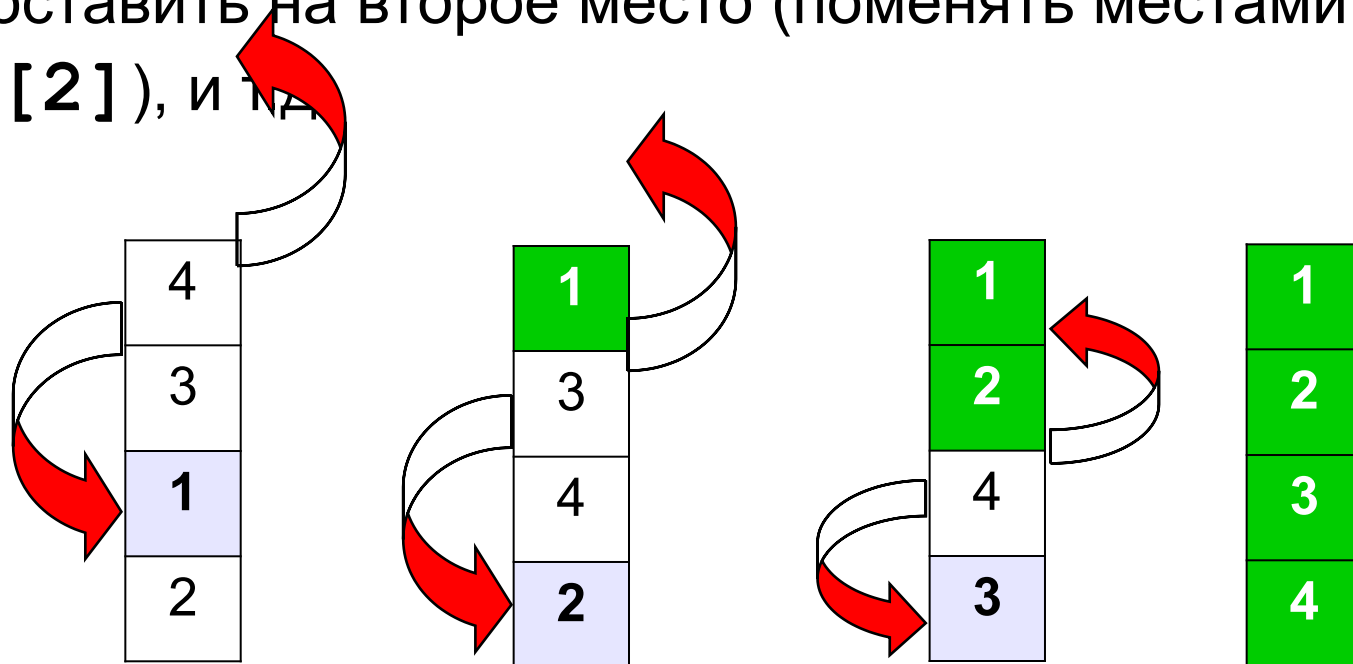 оставить на второе место (поменять местами
[2]), и т.д
4 1 1 1
3 3 2 2
1 4 4 3
2 2 3 4